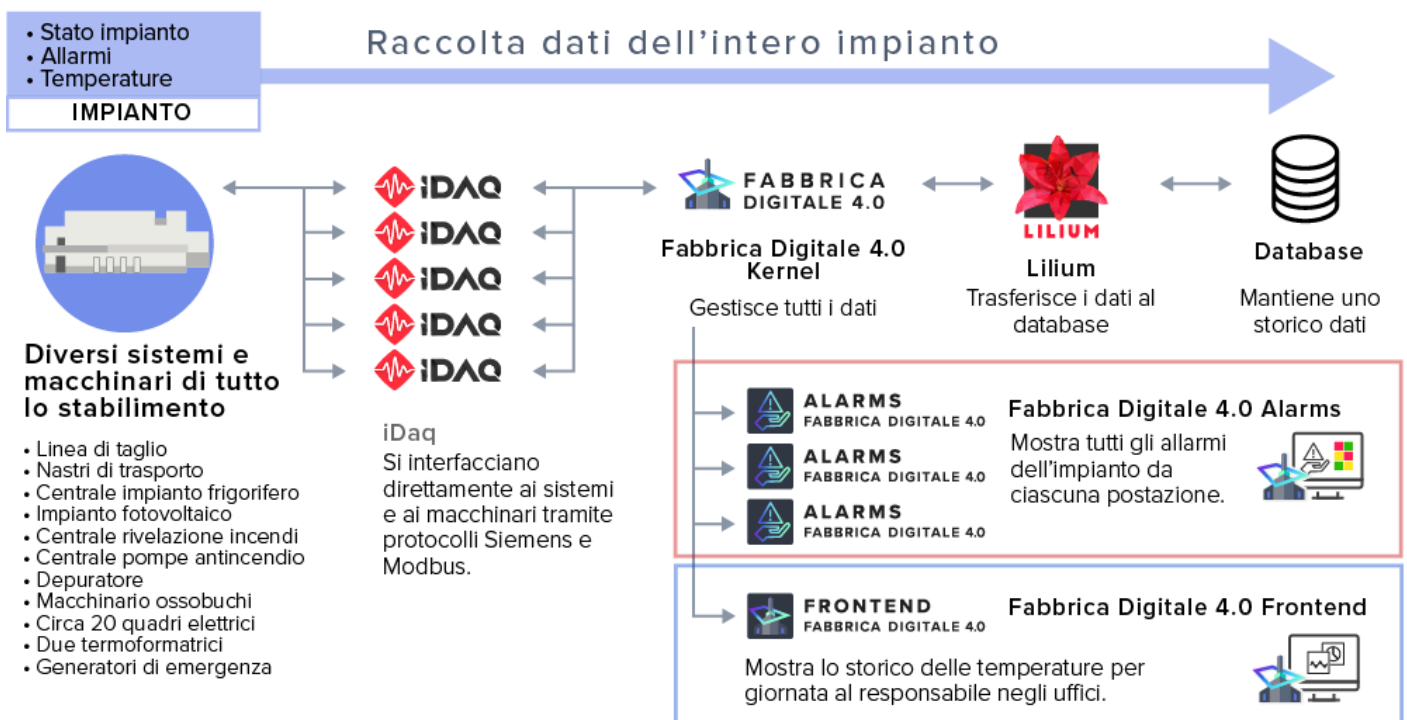 • Stato impianto
• Allarmi
• Temperature
IMPIANTO
Raccolta dati dell'intero impianto
Diversi sistemi e
macchinari di tutto
lo stabilimento
• Linea di taglio
• Nastri di trasporto
• Centrale impianto frigorifero
• Impianto fotovoltaico
• Centrale rivelazione incendi
• Centrale pompe antincendio
• Depuratore
• Macchinario ossobuchi
• Circa 20 quadri elettrici
• Due termoformatrici
• Generatori di emergenza
iDAQ
iDAQ
iDAQ
iDAQ
iDAQ
iDaq
Si interfacciano
direttamente ai sistemi
e ai macchinari tramite
protocolli Siemens e
Modbus.
FABBRICA
DIGITALE 4.0
Fabbrica Digitale 4.0
Kernel
Gestisce tutti i dati
LILIUM
Lilium
Trasferisce i dati al
database
Database
Mantiene uno
storico dati
ALARMS
FABBRICA DIGITALE 4.0
ALARMS
FABBRICA DIGITALE 4.0
ALARMS
FABBRICA DIGITALE 4.0
Fabbrica Digitale 4.0 Alarms
Mostra tutti gli allarmi
dell'impianto da
ciascuna postazione.
FRONTEND
FABBRICA DIGITALE 4.0
Fabbrica Digitale 4.0 Frontend
Mostra lo storico delle temperature per
giornata al responsabile negli uffici.